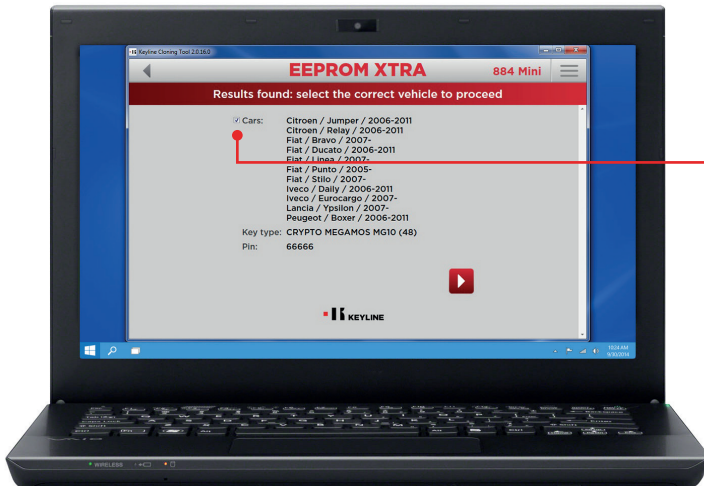 Keyline Cloning Tool 2.0.16.0
EEPROM XTRA
884 Mini
Results found: select the correct vehicle to proceed
Cars: Citroen / Jumper / 2006-2011
Citroen / Relay / 2006-2011
Fiat / Bravo / 2007-
Fiat / Ducato / 2006-2011
Fiat / Linea / 2007-
Fiat / Punto / 2005-
Fiat / Stilo / 2007-
Iveco / Daily / 2006-2011
Iveco / Eurocargo / 2007-
Lancia / Ypsilon / 2007-
Peugeot / Boxer / 2006-2011
Key type: CRYPTO MEGAMOS MG10 (48)
Pin: 66666
KEYLINE
10:24 AM
9/30/2014
WIRELESS